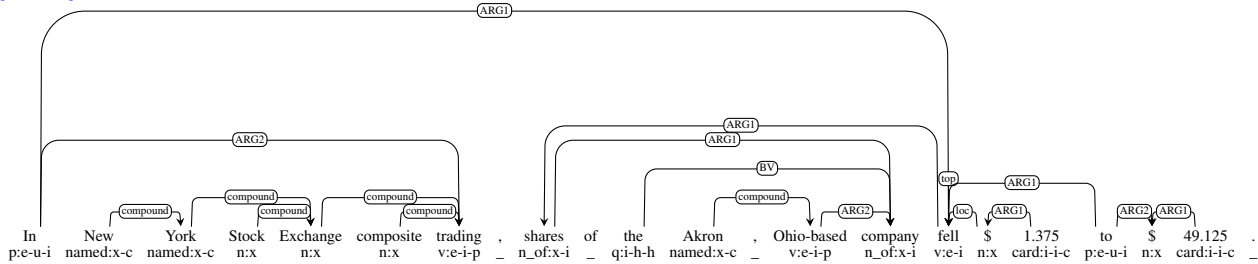 ARG1
ARG2 ARG1
ARG1
BV
top ARG1
compound compound compound
compound compound compound ARG2 loc ARG1 ARG2 ARG1
In New York Stock Exchange composite trading , shares of the Akron , Ohio-based company fell $ 1.375 to $ 49.125 .
p:e-u-i named:x-c named:x-c n:x n:x n:x v:e-i-p _ n_of:x-i _ q:i-h-h named:x-c _ v:e-i-p n_of:x-i v:e-i n:x card:i-i-c p:e-u-i n:x card:i-i-c _